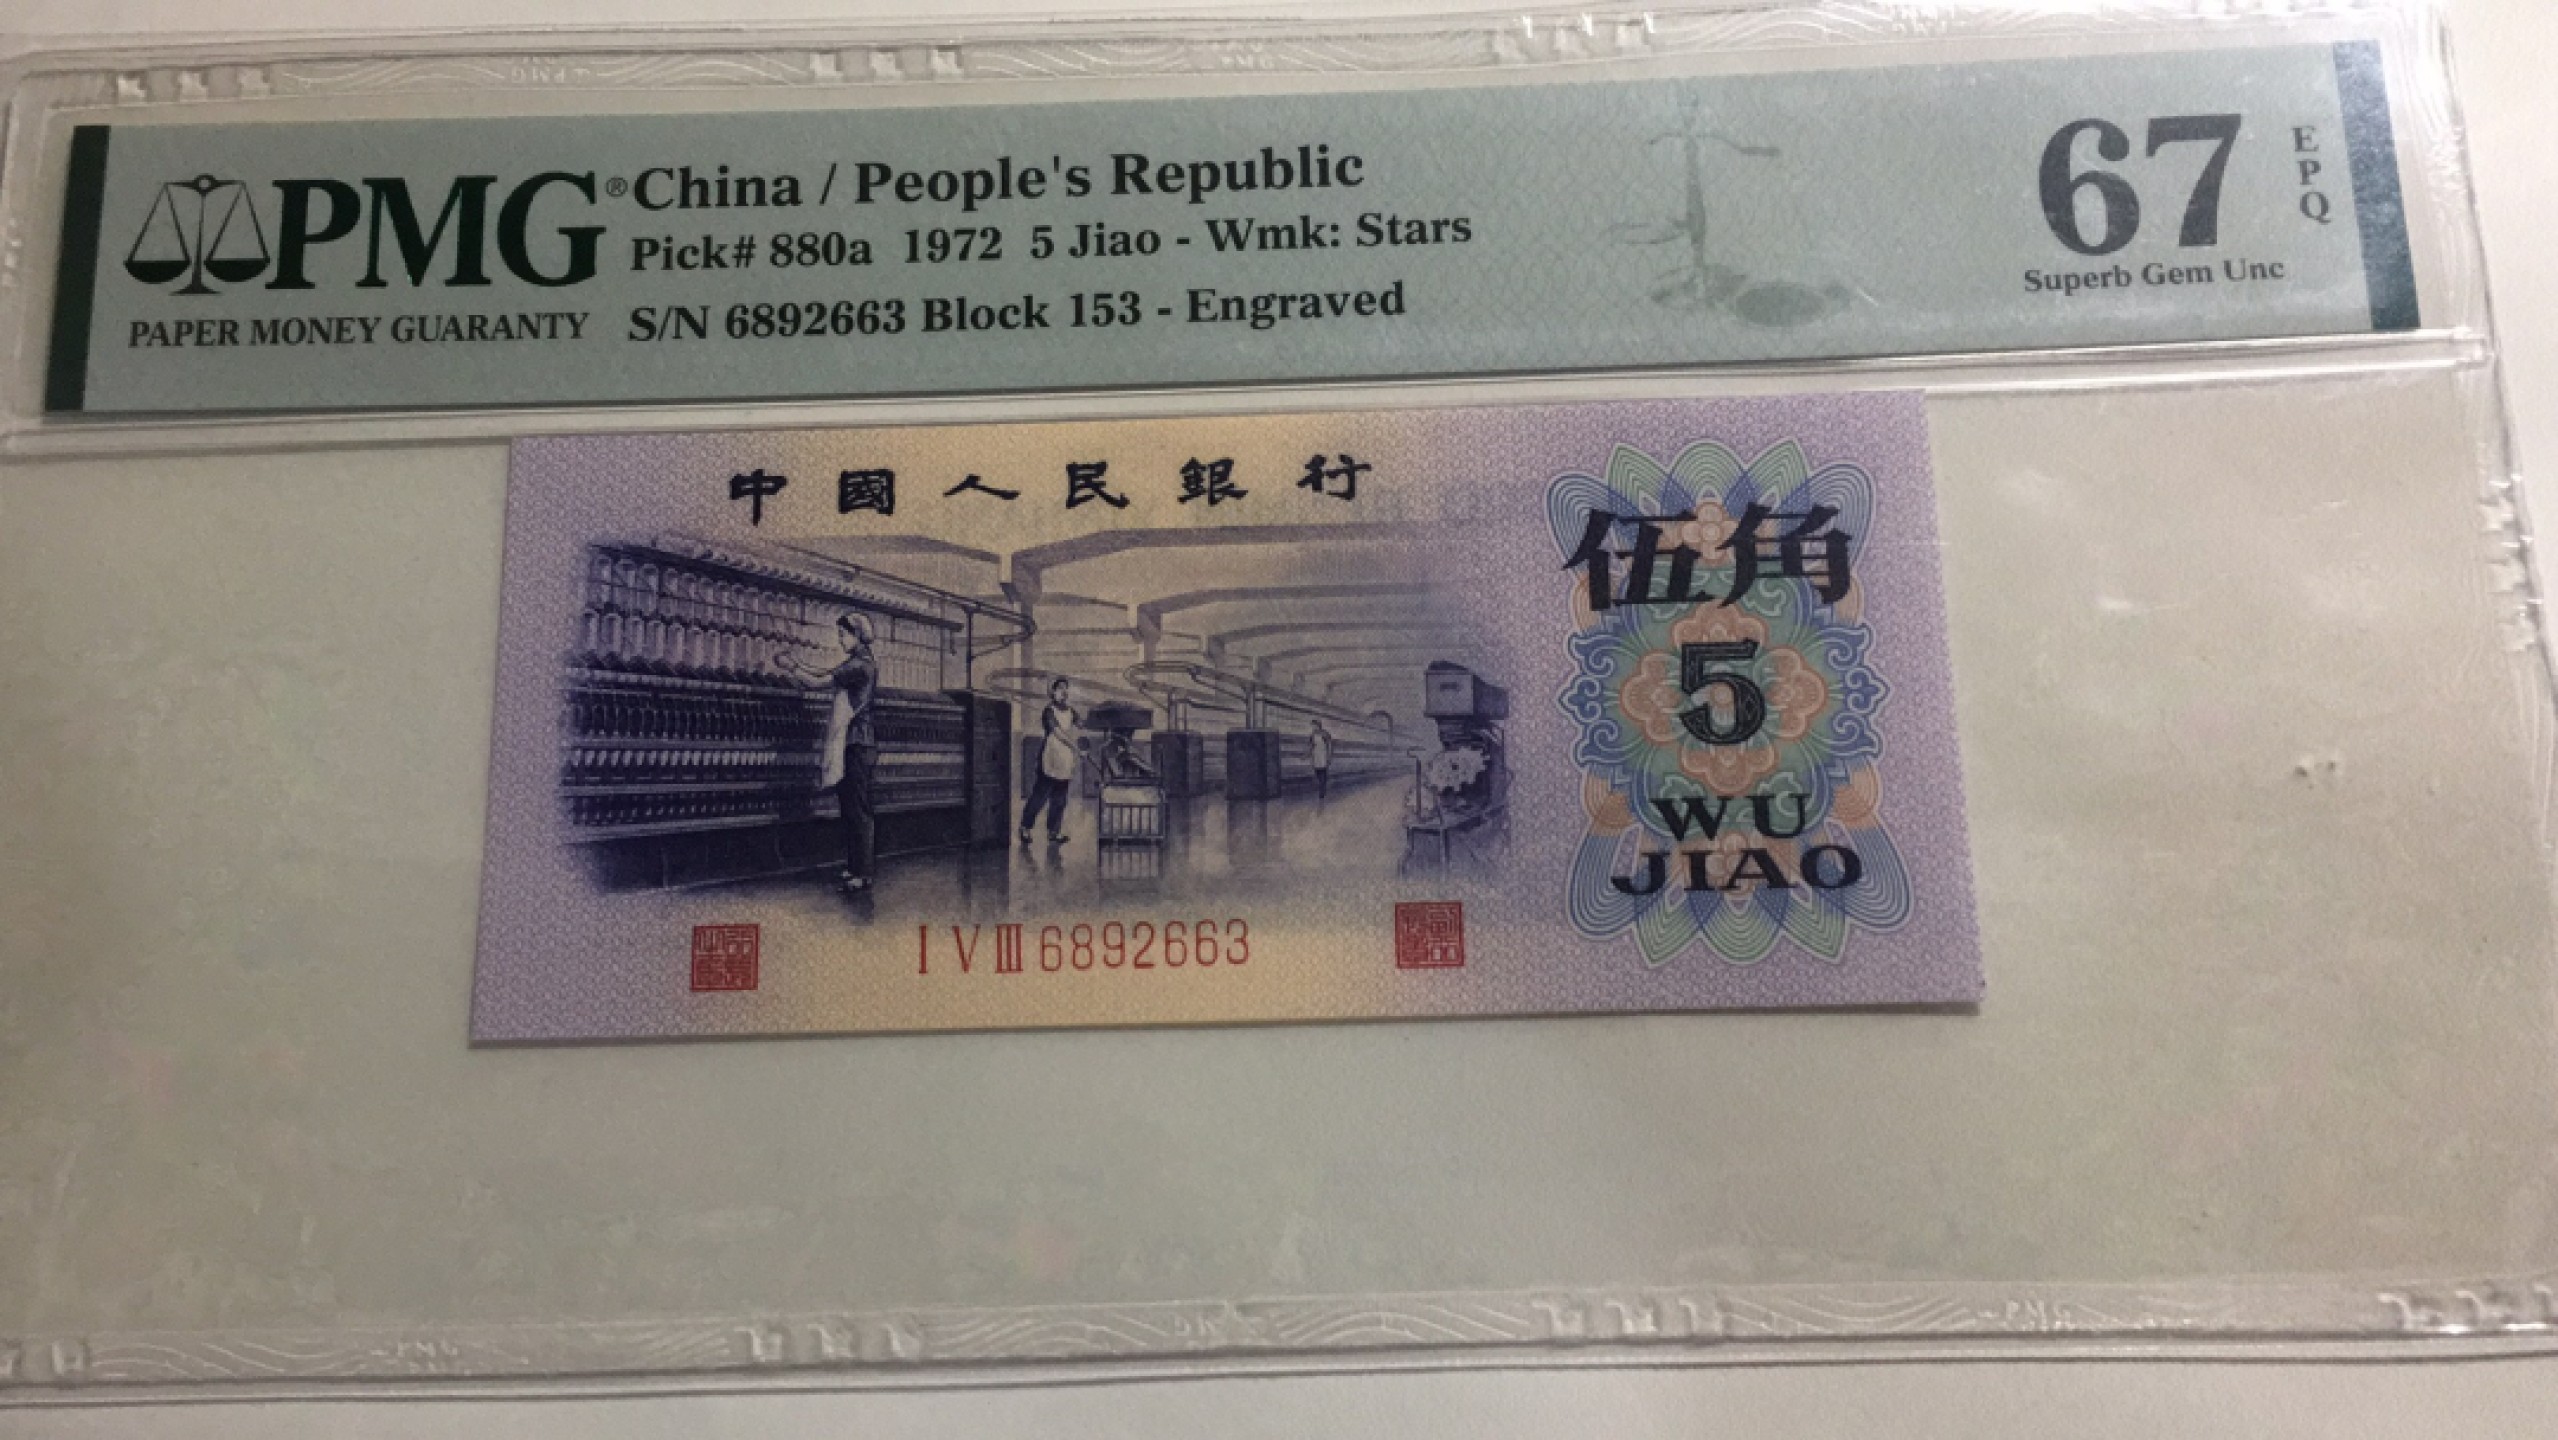 PMG®
PAPER MONEY GUARANTY
China / People's Republic
Pick# 880a 1972 5 Jiao - Wmk: Stars
S/N 6892663 Block 153 - Engraved
67
EPQ
Superb Gem Unc
中國人民銀行
伍角
5
WU
JIAO
I V III 6892663